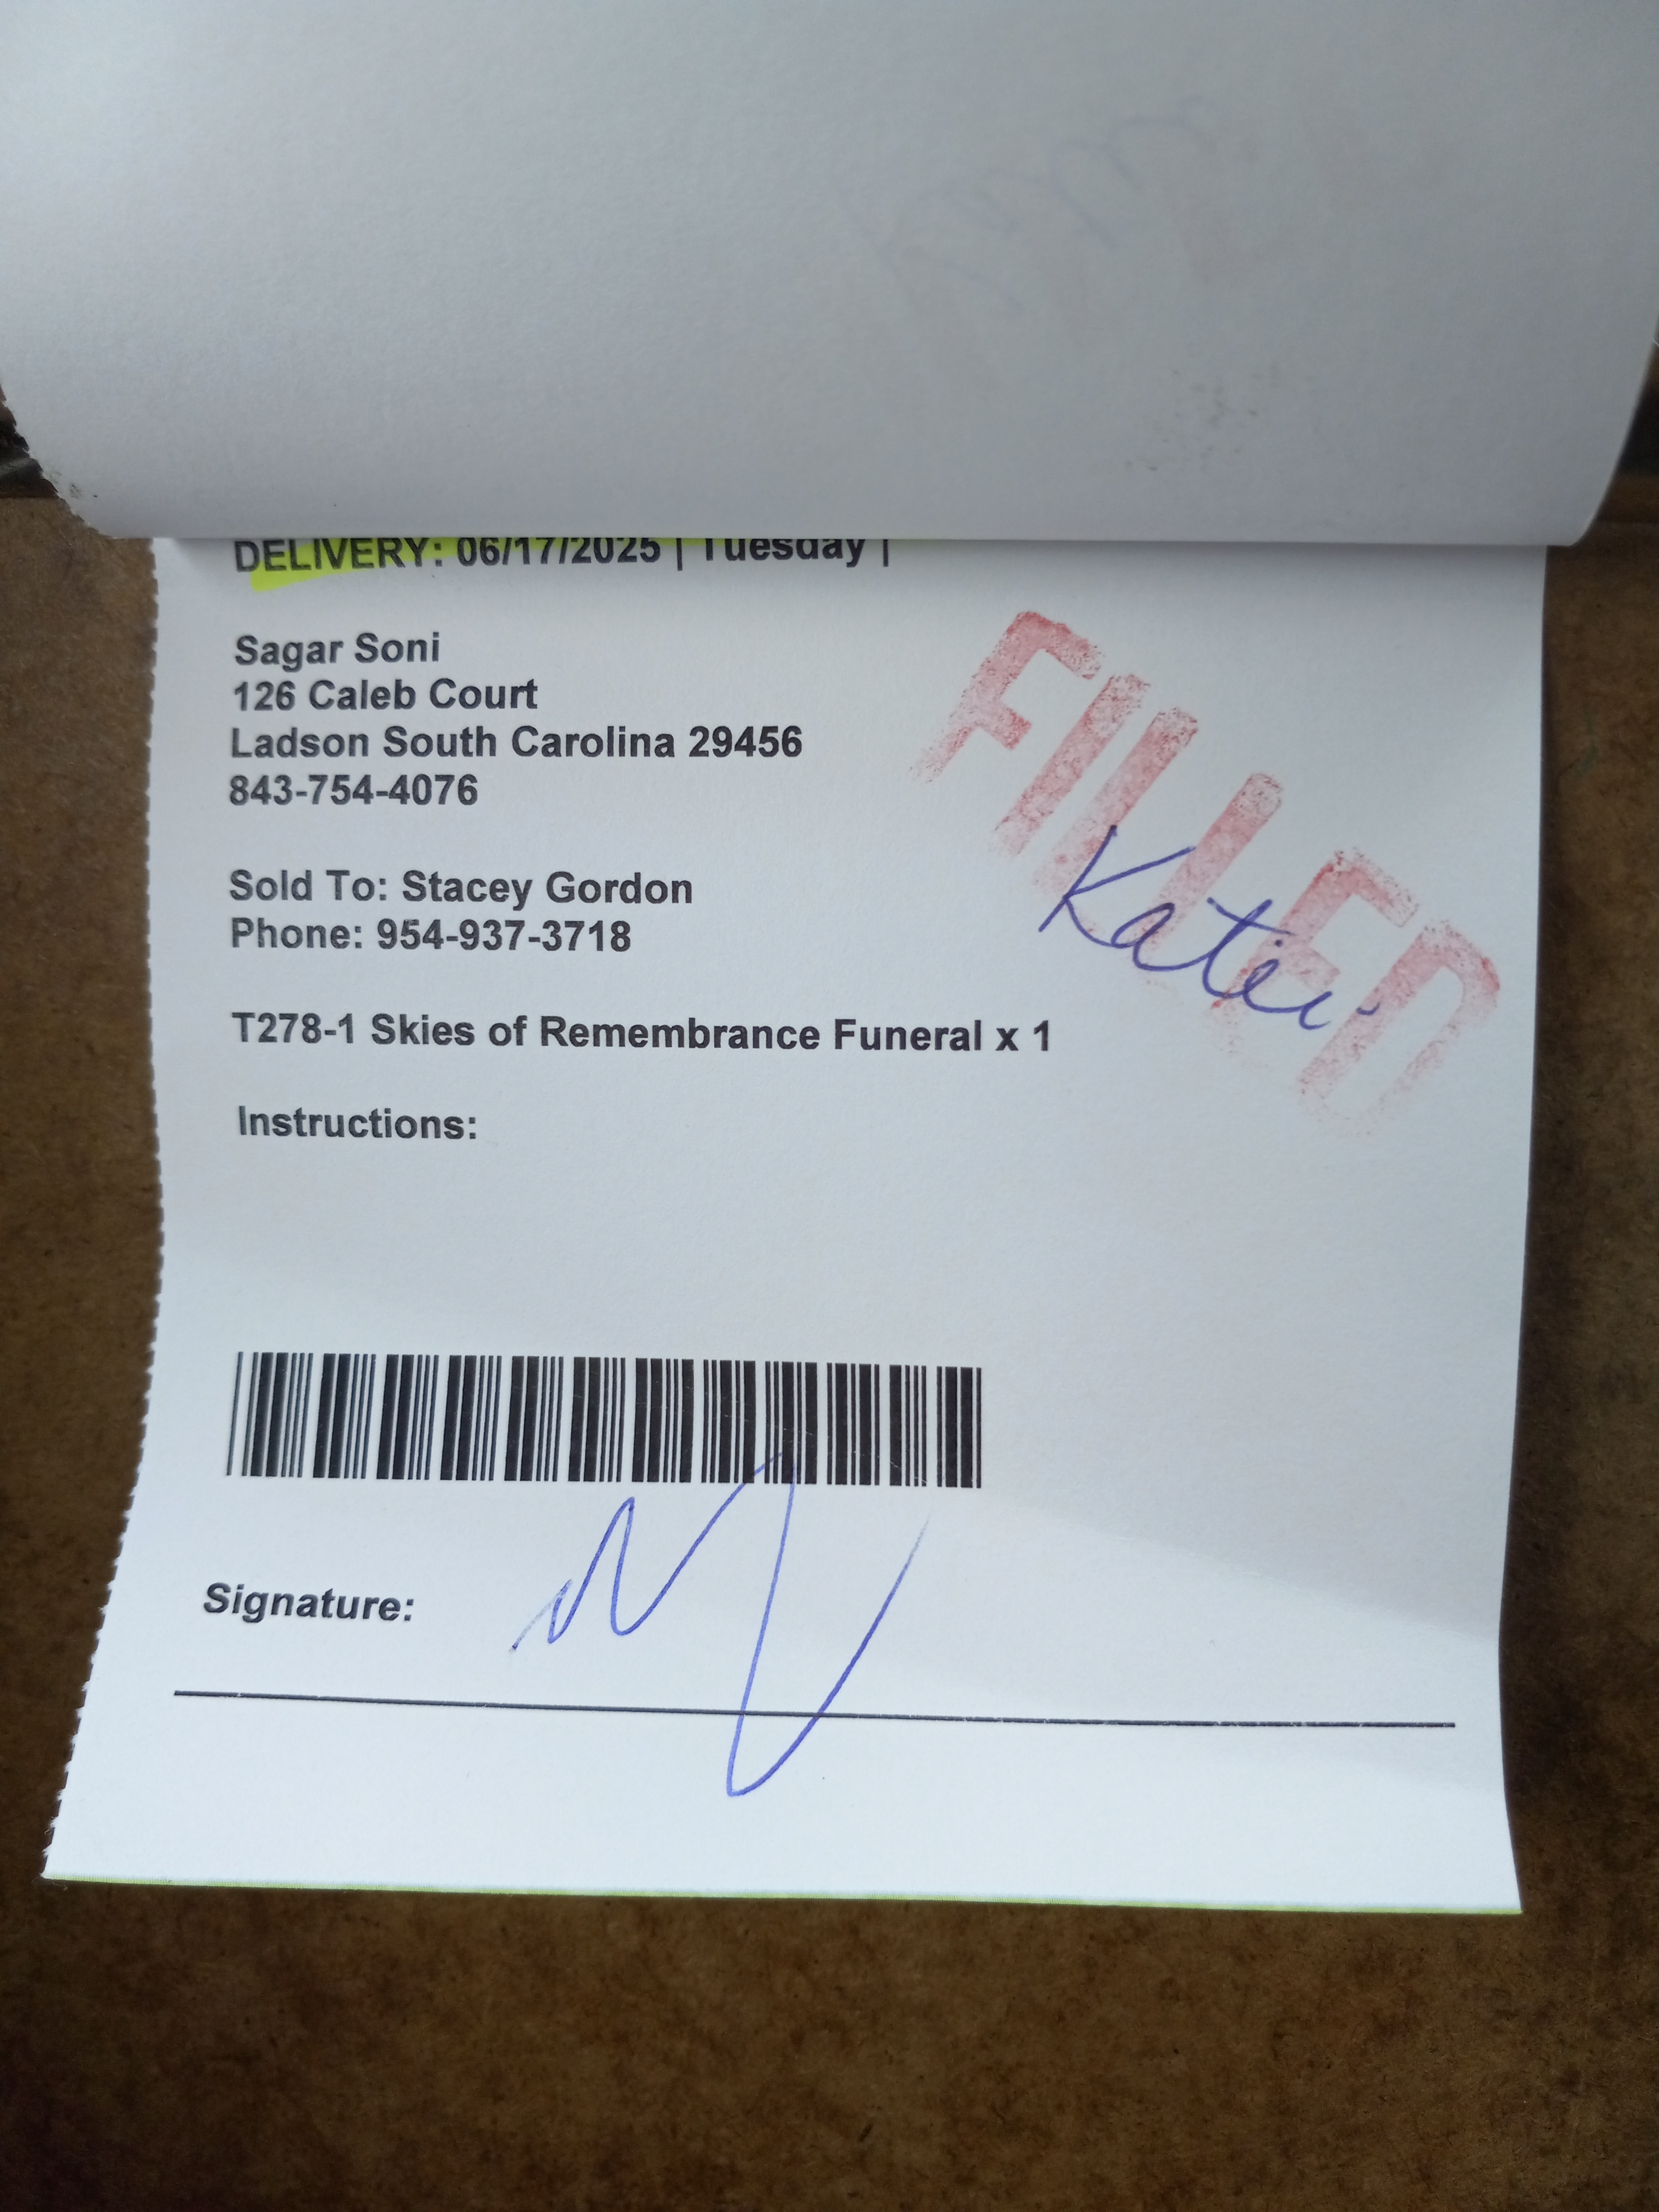 DELIVERY: 06/17/2025 | Tuesday |
Sagar Soni
126 Caleb Court
Ladson South Carolina 29456
843-754-4076
Sold To: Stacey Gordon
Phone: 954-937-3718
T278-1 Skies of Remembrance Funeral x 1
Instructions:
FILLED
Signature: